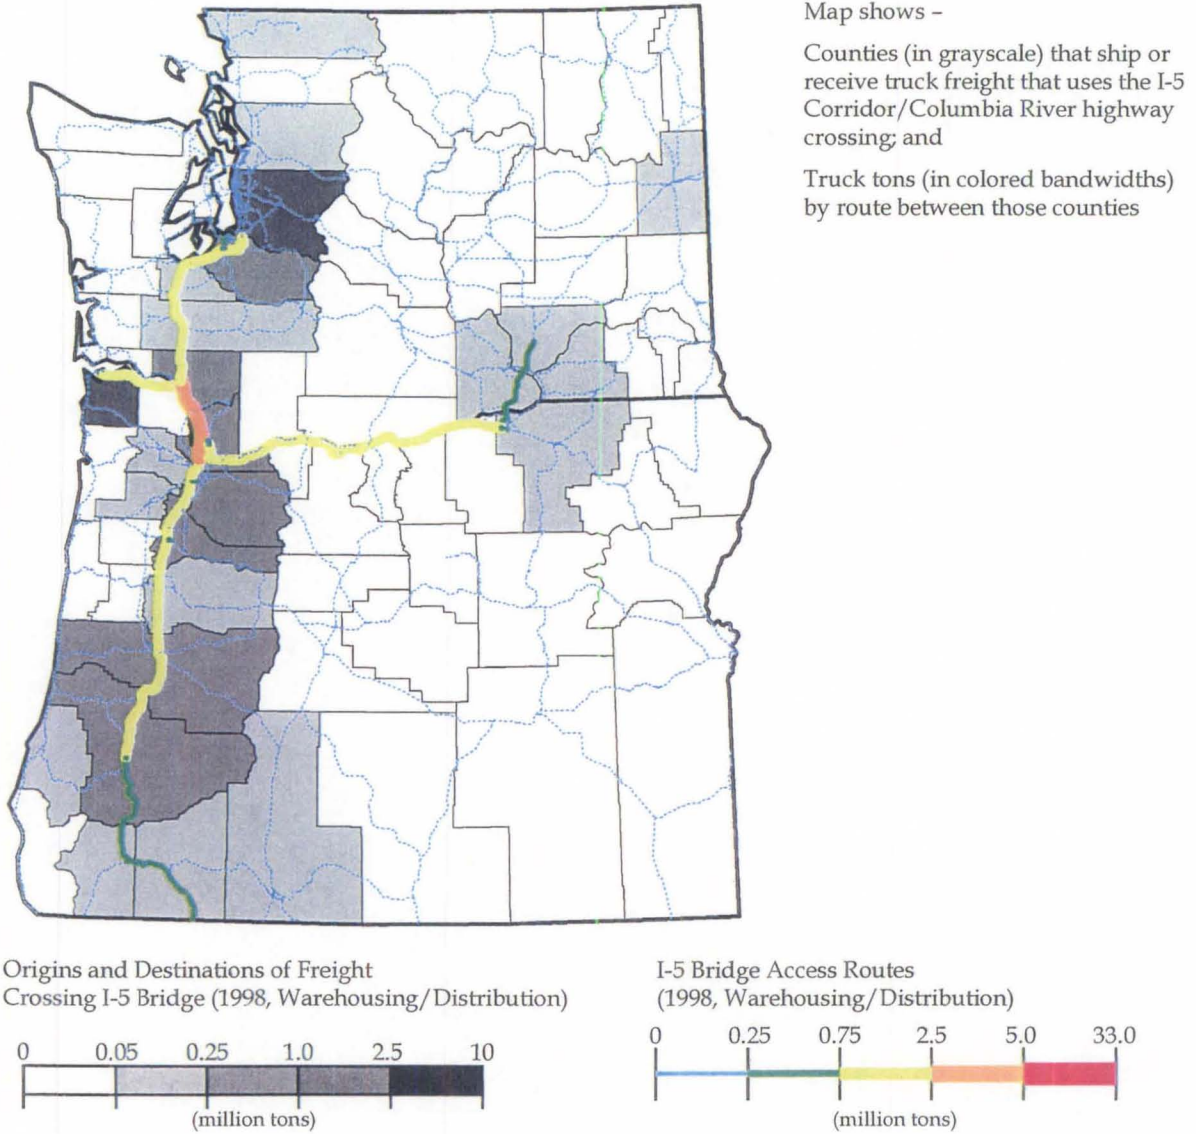 Map shows –
Counties (in grayscale) that ship or
receive truck freight that uses the I-5
Corridor/Columbia River highway
crossing; and
Truck tons (in colored bandwidths)
by route between those counties
Origins and Destinations of Freight
Crossing I-5 Bridge (1998, Warehousing/Distribution)
0 0.05 0.25 1.0 2.5 10
(million tons)
I-5 Bridge Access Routes
(1998, Warehousing/Distribution)
0 0.25 0.75 2.5 5.0 33.0
(million tons)